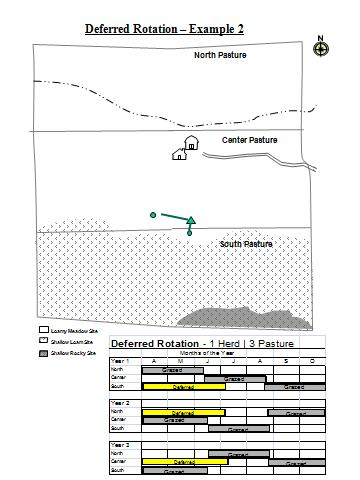 Deferred Rotation – Example 2
N
North Pasture
Center Pasture
South Pasture
Loamy Meadow Site
Shallow Loam Site
Shallow Rocky Site
Deferred Rotation - 1 Herd | 3 Pasture
Months of the Year
Year 1 A M J J A S O
North Grazed
Center Grazed
South Deferred Grazed
Year 2
North Deferred Grazed
Center Grazed
South Grazed
Year 3
North Grazed
Center Deferred Grazed
South Grazed